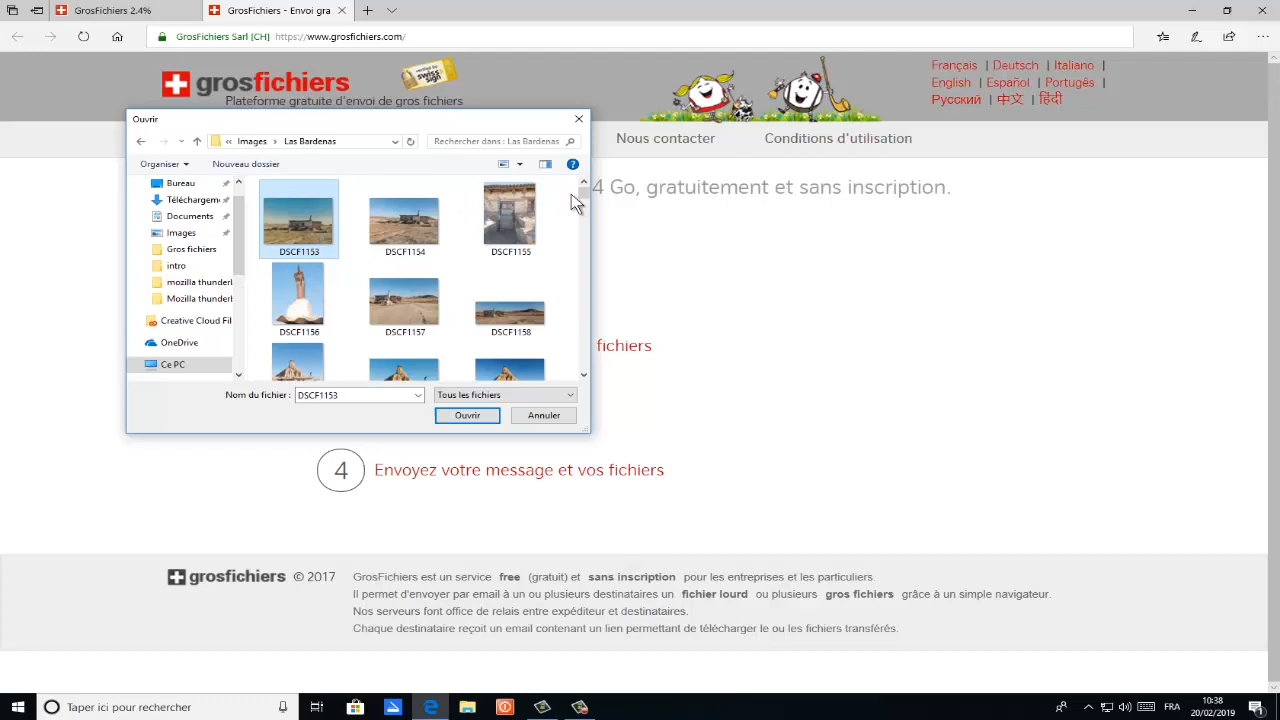 GrosFichiers 2.4%
GrosFichiers - Envoi gra
GrosFichiers Sarl [CH] https://www.grosfichiers.com/
grosfichiers
Plateforme gratuite d'envoi de gros fichiers
swiss sign
Français | Deutsch | Italiano |
English | Español | Portugês |
Русский | 中文 | हिंदी
Nous contacter
Conditions d'utilisation
4 Go, gratuitement et sans inscription.
Ouvrir
« Images › Las Bardenas
Rechercher dans : Las Bardenas
Organiser
Nouveau dossier
?
Bureau
Téléchargem
Documents
Images
Gros fichiers
intro
mozilla thunderl
Mozilla thunderl
Creative Cloud Fil
OneDrive
Ce PC
DSCF1153
DSCF1154
DSCF1155
DSCF1156
DSCF1157
DSCF1158
Nom du fichier :
DSCF1153
Tous les fichiers
Ouvrir
Annuler
fichiers
4 Envoyez votre message et vos fichiers
grosfichiers © 2017
GrosFichiers est un service free (gratuit) et sans inscription pour les entreprises et les particuliers.
Il permet d'envoyer par email à un ou plusieurs destinataires un fichier lourd ou plusieurs gros fichiers grâce à un simple navigateur.
Nos serveurs font office de relais entre expéditeur et destinataires.
Chaque destinataire reçoit un email contenant un lien permettant de télécharger le ou les fichiers transférés.
Taper ici pour rechercher
FRA
10:38
20/02/2019